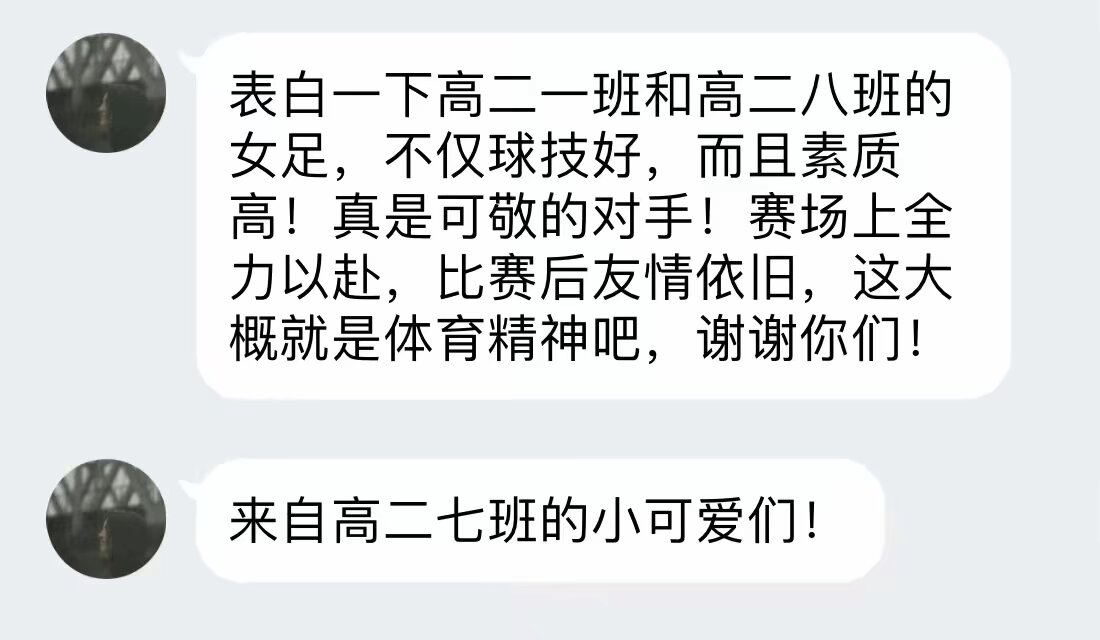 表白一下高二一班和高二八班的
女足，不仅球技好，而且素质
高！真是可敬的对手！赛场上全
力以赴，比赛后友情依旧，这大
概就是体育精神吧，谢谢你们！
来自高二七班的小可爱们！